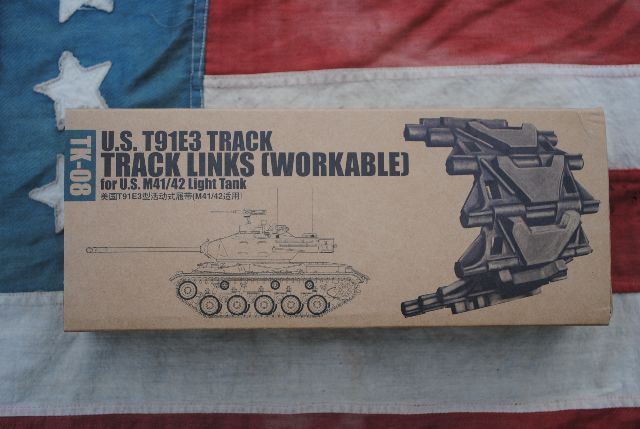 TK-08
U.S. T91E3 TRACK
TRACK LINKS (WORKABLE)
for U.S. M41/42 Light Tank
美国T91E3型活动式履带(M41/42适用)